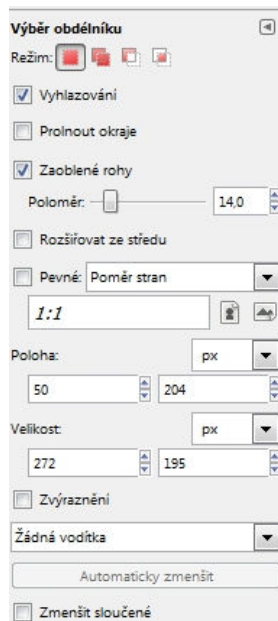 Výběr obdélníku
Režim:
Vyhlazování
Prolnout okraje
Zaoblené rohy
Poloměr: 14,0
Rozšiřovat ze středu
Pevné: Poměr stran
1:1
Poloha: px
50 204
Velikost: px
272 195
Zvýraznění
Žádná vodítka
Automaticky zmenšit
Zmenšit sloučené